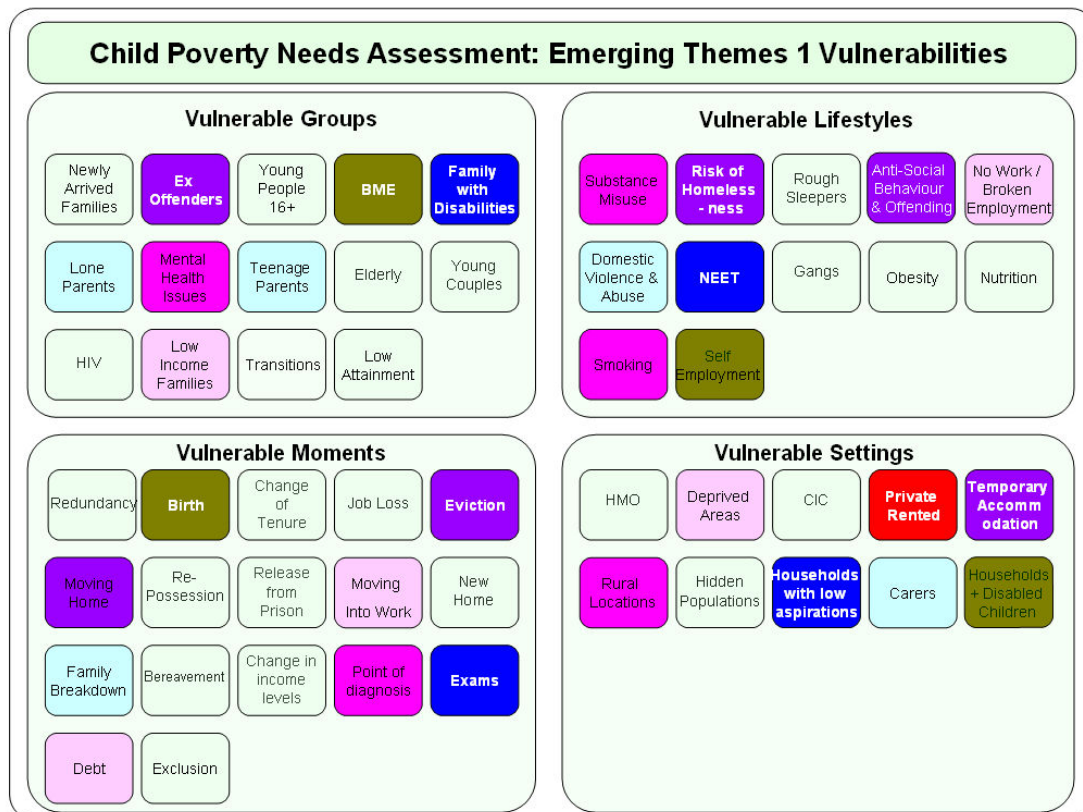 Child Poverty Needs Assessment: Emerging Themes 1 Vulnerabilities
Vulnerable Groups
Newly
Arrived
Families
Ex
Offenders
Young
People
16+
BME
Family
with
Disabilities
Lone
Parents
Mental
Health
Issues
Teenage
Parents
Elderly
Young
Couples
HIV
Low
Income
Families
Transitions
Low
Attainment
Vulnerable Lifestyles
Substance
Misuse
Risk of
Homeless
- ness
Rough
Sleepers
Anti-Social
Behaviour
& Offending
No Work /
Broken
Employment
Domestic
Violence &
Abuse
NEET
Gangs
Obesity
Nutrition
Smoking
Self
Employment
Vulnerable Moments
Redundancy
Birth
Change
of
Tenure
Job Loss
Eviction
Moving
Home
Re-
Possession
Release
from
Prison
Moving
Into Work
New
Home
Family
Breakdown
Bereavement
Change in
income
levels
Point of
diagnosis
Exams
Debt
Exclusion
Vulnerable Settings
HMO
Deprived
Areas
CIC
Private
Rented
Temporary
Accomm
odation
Rural
Locations
Hidden
Populations
Households
with low
aspirations
Carers
Households
+ Disabled
Children